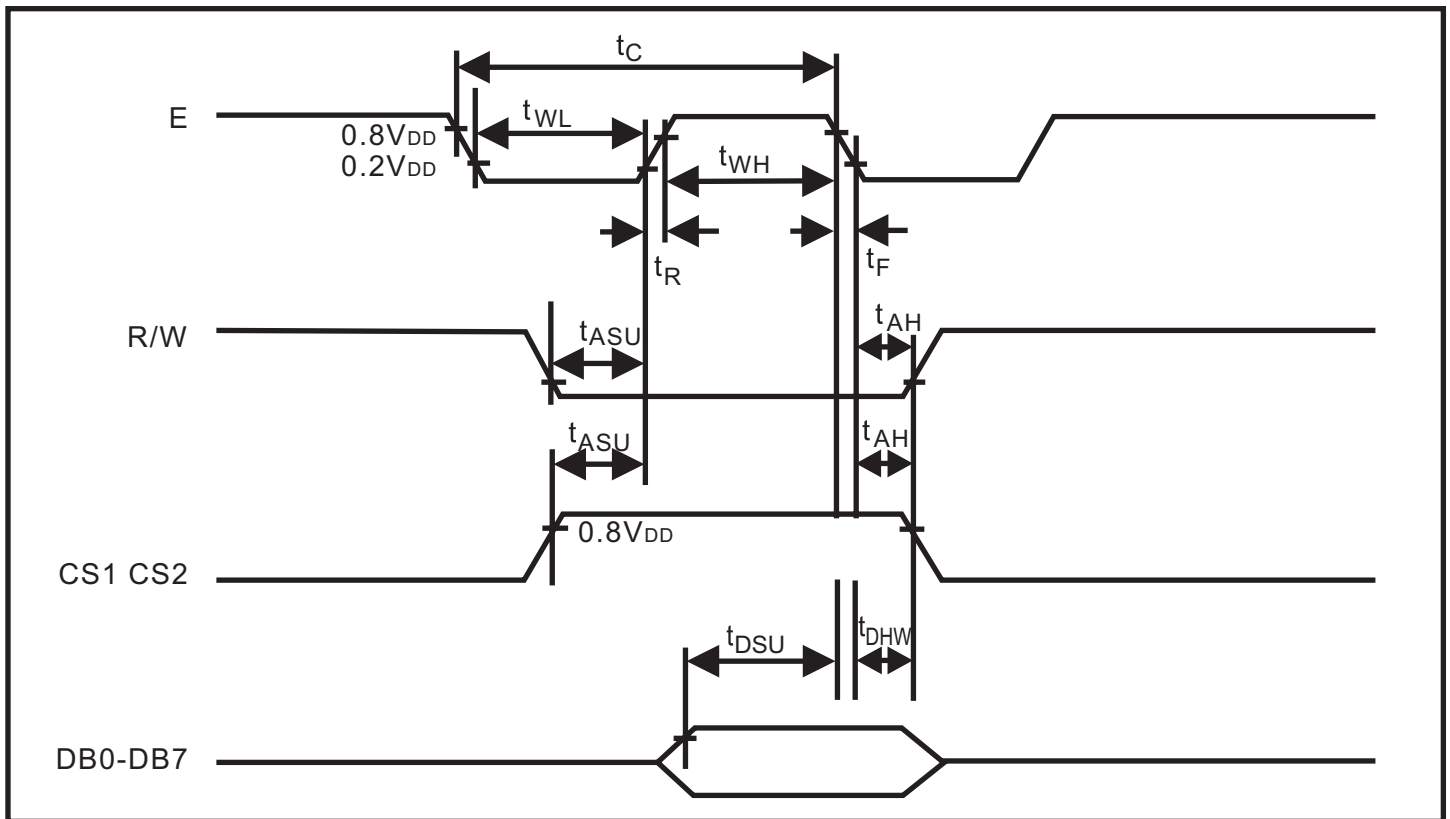 tC
E
0.8VDD
tWL
0.2VDD
tWH
tR
tF
R/W
tASU
tAH
tASU
tAH
0.8VDD
CS1 CS2
tDSU
tDHW
DB0-DB7